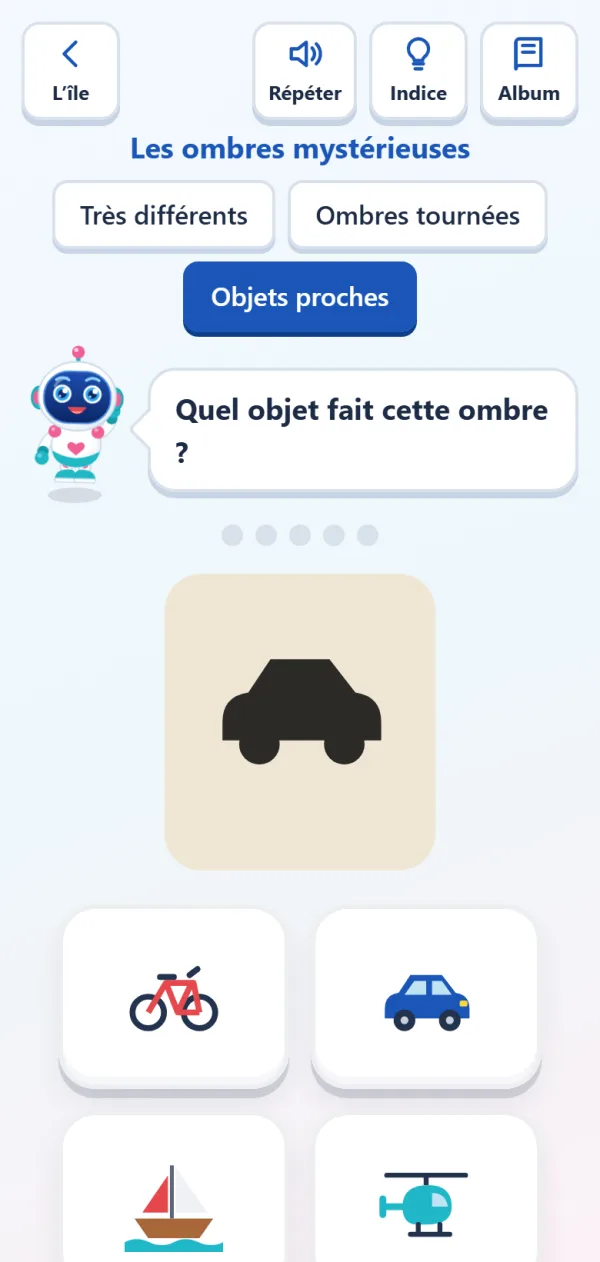 L’île
Répéter
Indice
Album
Les ombres mystérieuses
Très différents
Ombres tournées
Objets proches
Quel objet fait cette ombre
?